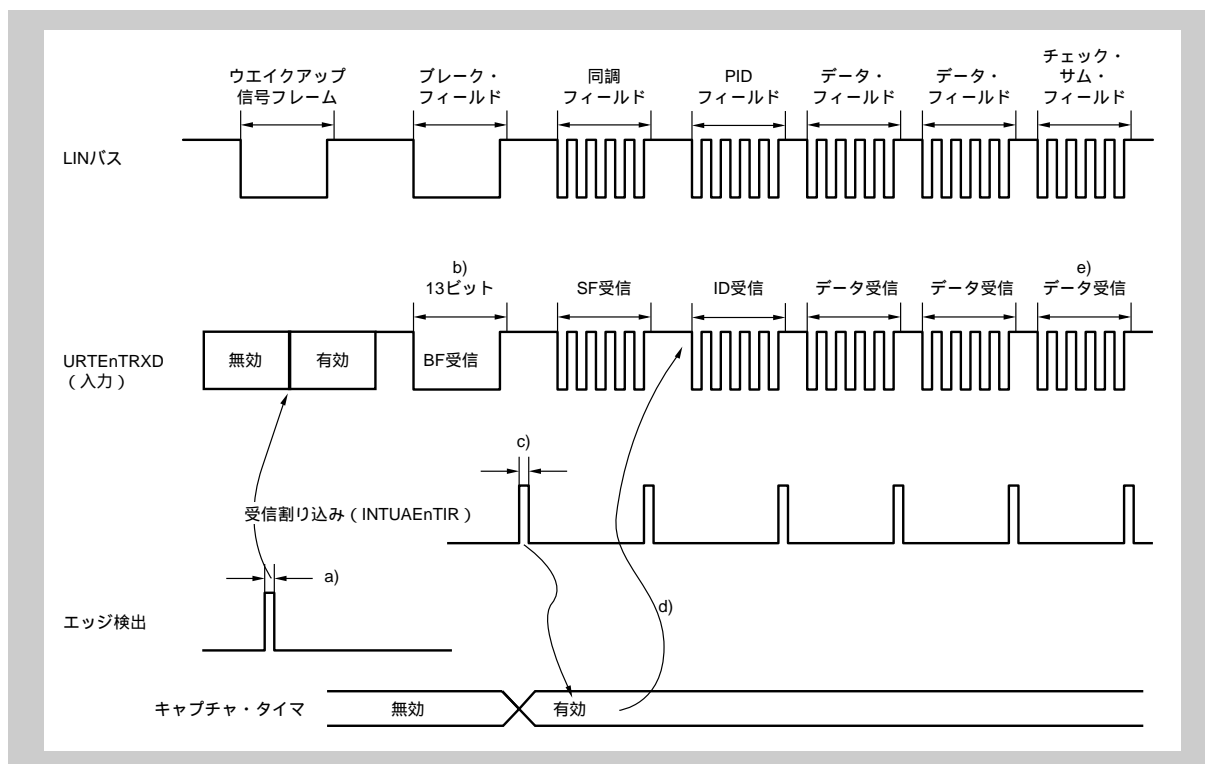 ウエイクアップ
信号フレーム
ブレーク・
フィールド
同調
フィールド
PID
フィールド
データ・
フィールド
データ・
フィールド
チェック・
サム・
フィールド
LINバス
b)
13ビット
SF受信
ID受信
データ受信
データ受信
e)
データ受信
URTEnTRXD
（入力）
無効
有効
BF受信
c)
受信割り込み（INTUAEnTIR）
a)
d)
エッジ検出
キャプチャ・タイマ
無効
有効